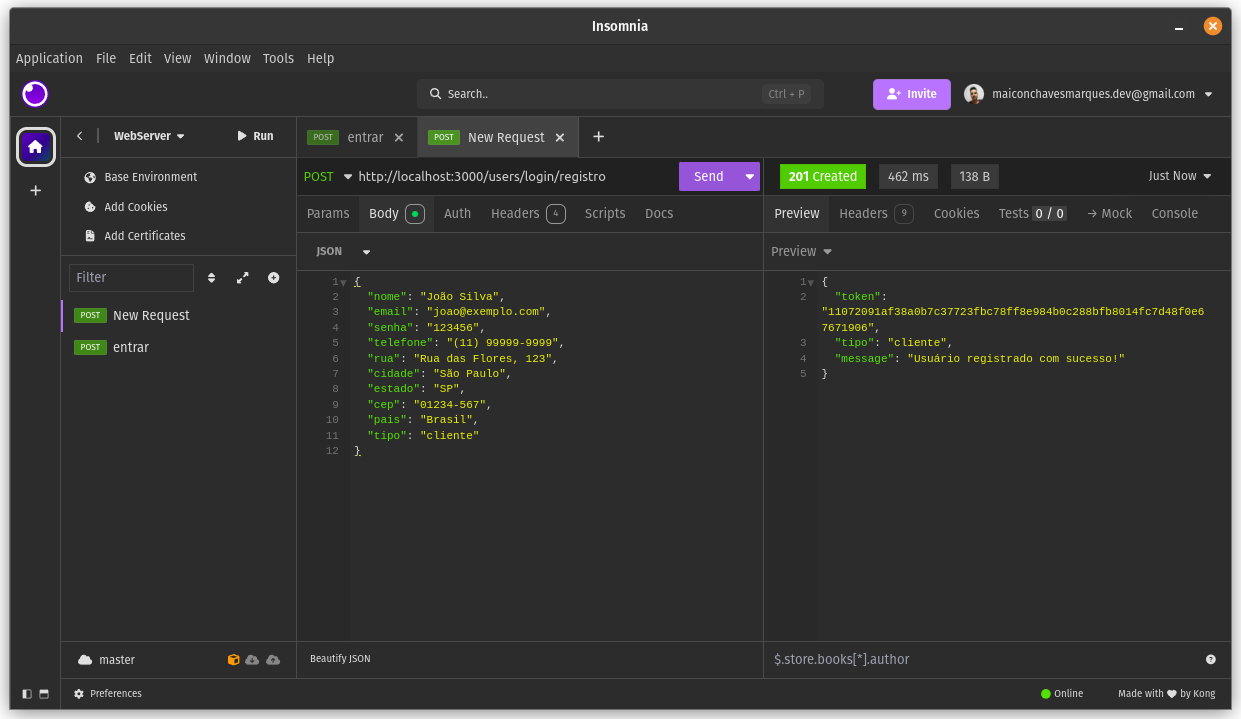 Insomnia
Application File Edit View Window Tools Help
Search.. Ctrl + P
Invite
maiconchavesmarques.dev@gmail.com
WebServer
Run
POST entrar
POST New Request
Base Environment
Add Cookies
Add Certificates
Filter
POST New Request
POST entrar
POST http://localhost:3000/users/login/registro
Send
201 Created 462 ms 138 B
Just Now
Params Body Auth Headers 4 Scripts Docs
Preview Headers 9 Cookies Tests 0 / 0 Mock Console
JSON
1 {
2 "nome": "João Silva",
3 "email": "joao@exemplo.com",
4 "senha": "123456",
5 "telefone": "(11) 99999-9999",
6 "rua": "Rua das Flores, 123",
7 "cidade": "São Paulo",
8 "estado": "SP",
9 "cep": "01234-567",
10 "pais": "Brasil",
11 "tipo": "cliente"
12 }
Preview
1 {
2 "token":
"11072091af38a0b7c37723fbc78ff8e984b0c288bfb8014fc7d48f0e6
7671906",
3 "tipo": "cliente",
4 "message": "Usuário registrado com sucesso!"
5 }
master
Beautify JSON
$.store.books[*].author
Preferences
Online
Made with ❤ by Kong